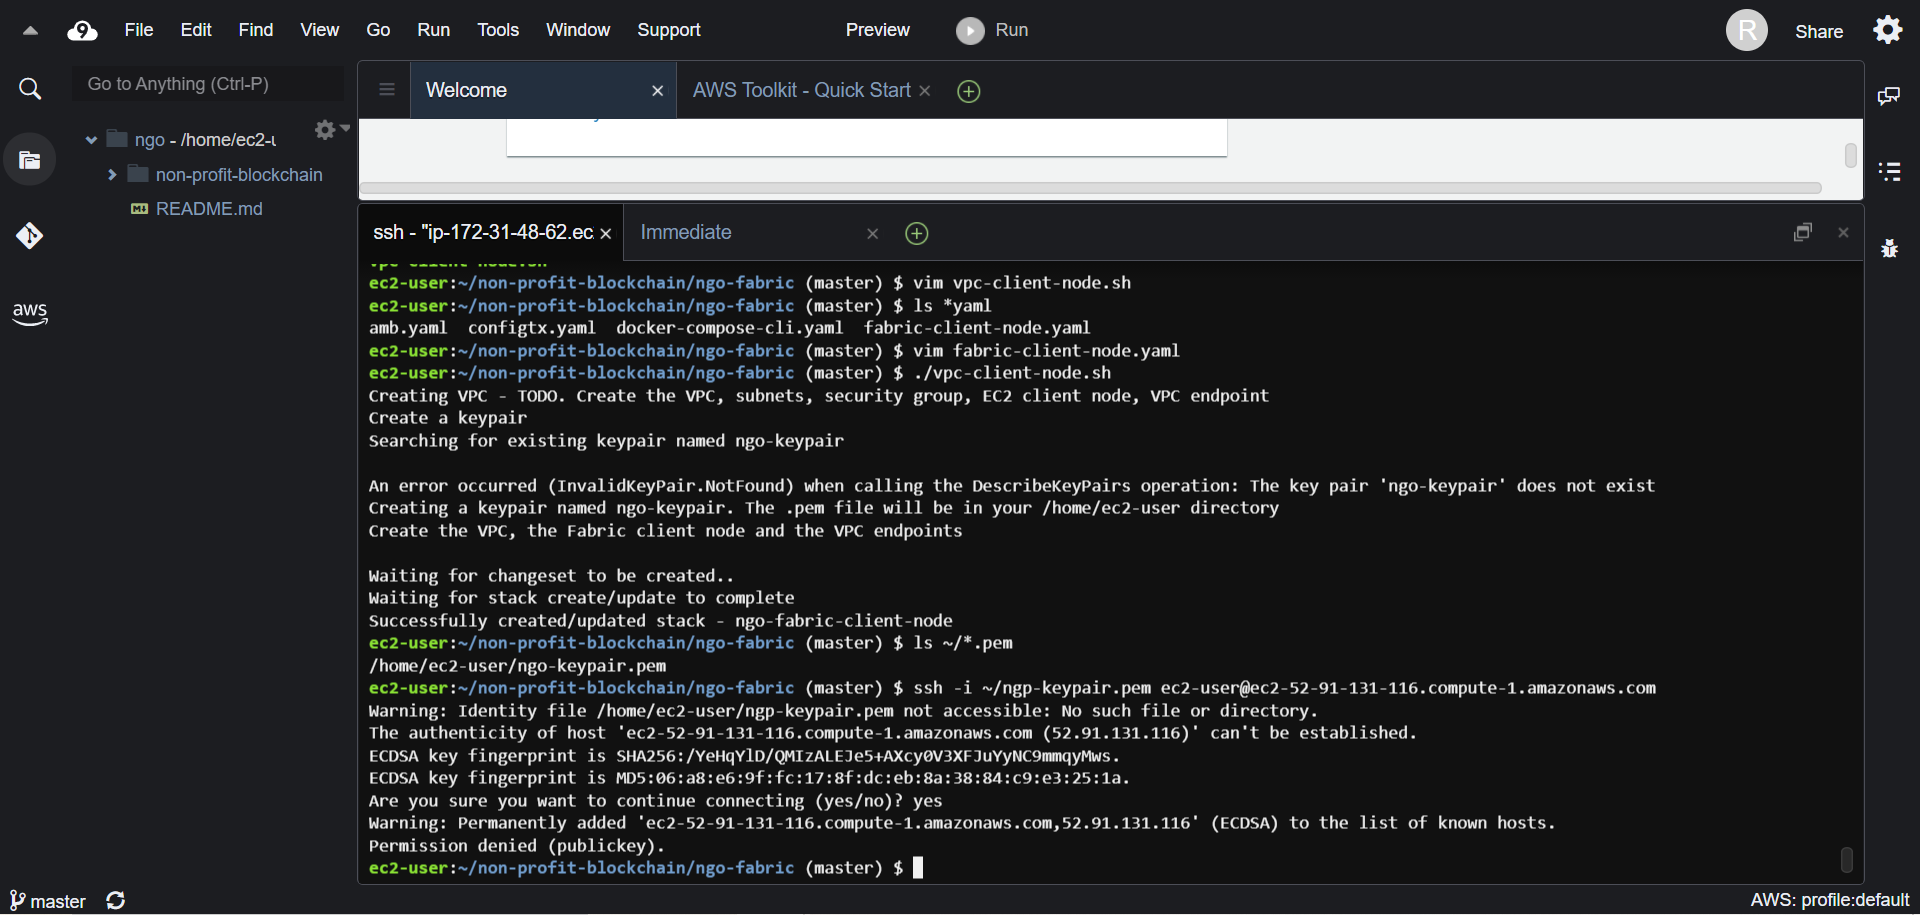 9 File Edit Find View Go Run Tools Window Support Preview Run R Share
Go to Anything (Ctrl-P)
Welcome
AWS Toolkit - Quick Start
ngo - /home/ec2-u
non-profit-blockchain
M↓ README.md
aws
ssh - "ip-172-31-48-62.ec
Immediate
vpc-client-node.sh
ec2-user:~/non-profit-blockchain/ngo-fabric (master) $ vim vpc-client-node.sh
ec2-user:~/non-profit-blockchain/ngo-fabric (master) $ ls *yaml
amb.yaml configtx.yaml docker-compose-cli.yaml fabric-client-node.yaml
ec2-user:~/non-profit-blockchain/ngo-fabric (master) $ vim fabric-client-node.yaml
ec2-user:~/non-profit-blockchain/ngo-fabric (master) $ ./vpc-client-node.sh
Creating VPC - TODO. Create the VPC, subnets, security group, EC2 client node, VPC endpoint
Create a keypair
Searching for existing keypair named ngo-keypair
An error occurred (InvalidKeyPair.NotFound) when calling the DescribeKeyPairs operation: The key pair 'ngo-keypair' does not exist
Creating a keypair named ngo-keypair. The .pem file will be in your /home/ec2-user directory
Create the VPC, the Fabric client node and the VPC endpoints
Waiting for changeset to be created..
Waiting for stack create/update to complete
Successfully created/updated stack - ngo-fabric-client-node
ec2-user:~/non-profit-blockchain/ngo-fabric (master) $ ls ~/*.pem
/home/ec2-user/ngo-keypair.pem
ec2-user:~/non-profit-blockchain/ngo-fabric (master) $ ssh -i ~/ngp-keypair.pem ec2-user@ec2-52-91-131-116.compute-1.amazonaws.com
Warning: Identity file /home/ec2-user/ngp-keypair.pem not accessible: No such file or directory.
The authenticity of host 'ec2-52-91-131-116.compute-1.amazonaws.com (52.91.131.116)' can't be established.
ECDSA key fingerprint is SHA256:/YeHqYlD/QMIzALEJe5+AXcy0V3XFJuYyNC9mmqyMws.
ECDSA key fingerprint is MD5:06:a8:e6:9f:fc:17:8f:dc:eb:8a:38:84:c9:e3:25:1a.
Are you sure you want to continue connecting (yes/no)? yes
Warning: Permanently added 'ec2-52-91-131-116.compute-1.amazonaws.com,52.91.131.116' (ECDSA) to the list of known hosts.
Permission denied (publickey).
ec2-user:~/non-profit-blockchain/ngo-fabric (master) $
master
AWS: profile:default